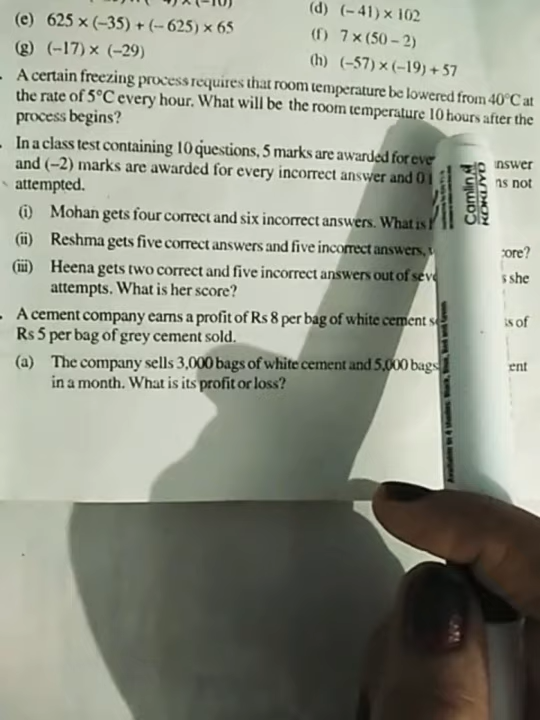 (d) (– 41) × 102
(e) 625 × (–35) + (– 625) × 65
(f) 7 × (50 – 2)
(g) (–17) × (–29)
(h) (–57) × (–19) + 57
A certain freezing process requires that room temperature be lowered from 40°C at
the rate of 5°C every hour. What will be the room temperature 10 hours after the
process begins?
In a class test containing 10 questions, 5 marks are awarded for
and (–2) marks are awarded for every incorrect answer and 0 not
attempted.
(i) Mohan gets four correct and six incorrect answers. What is
(ii) Reshma gets five correct answers and five incorrect answers,
(iii) Heena gets two correct and five incorrect answers out of she
attempts. What is her score?
A cement company earns a profit of Rs 8 per bag of white cement of
Rs 5 per bag of grey cement sold.
(a) The company sells 3,000 bags of white cement and 5,000 bags
in a month. What is its profit or loss?
Camlin
KOKUYO